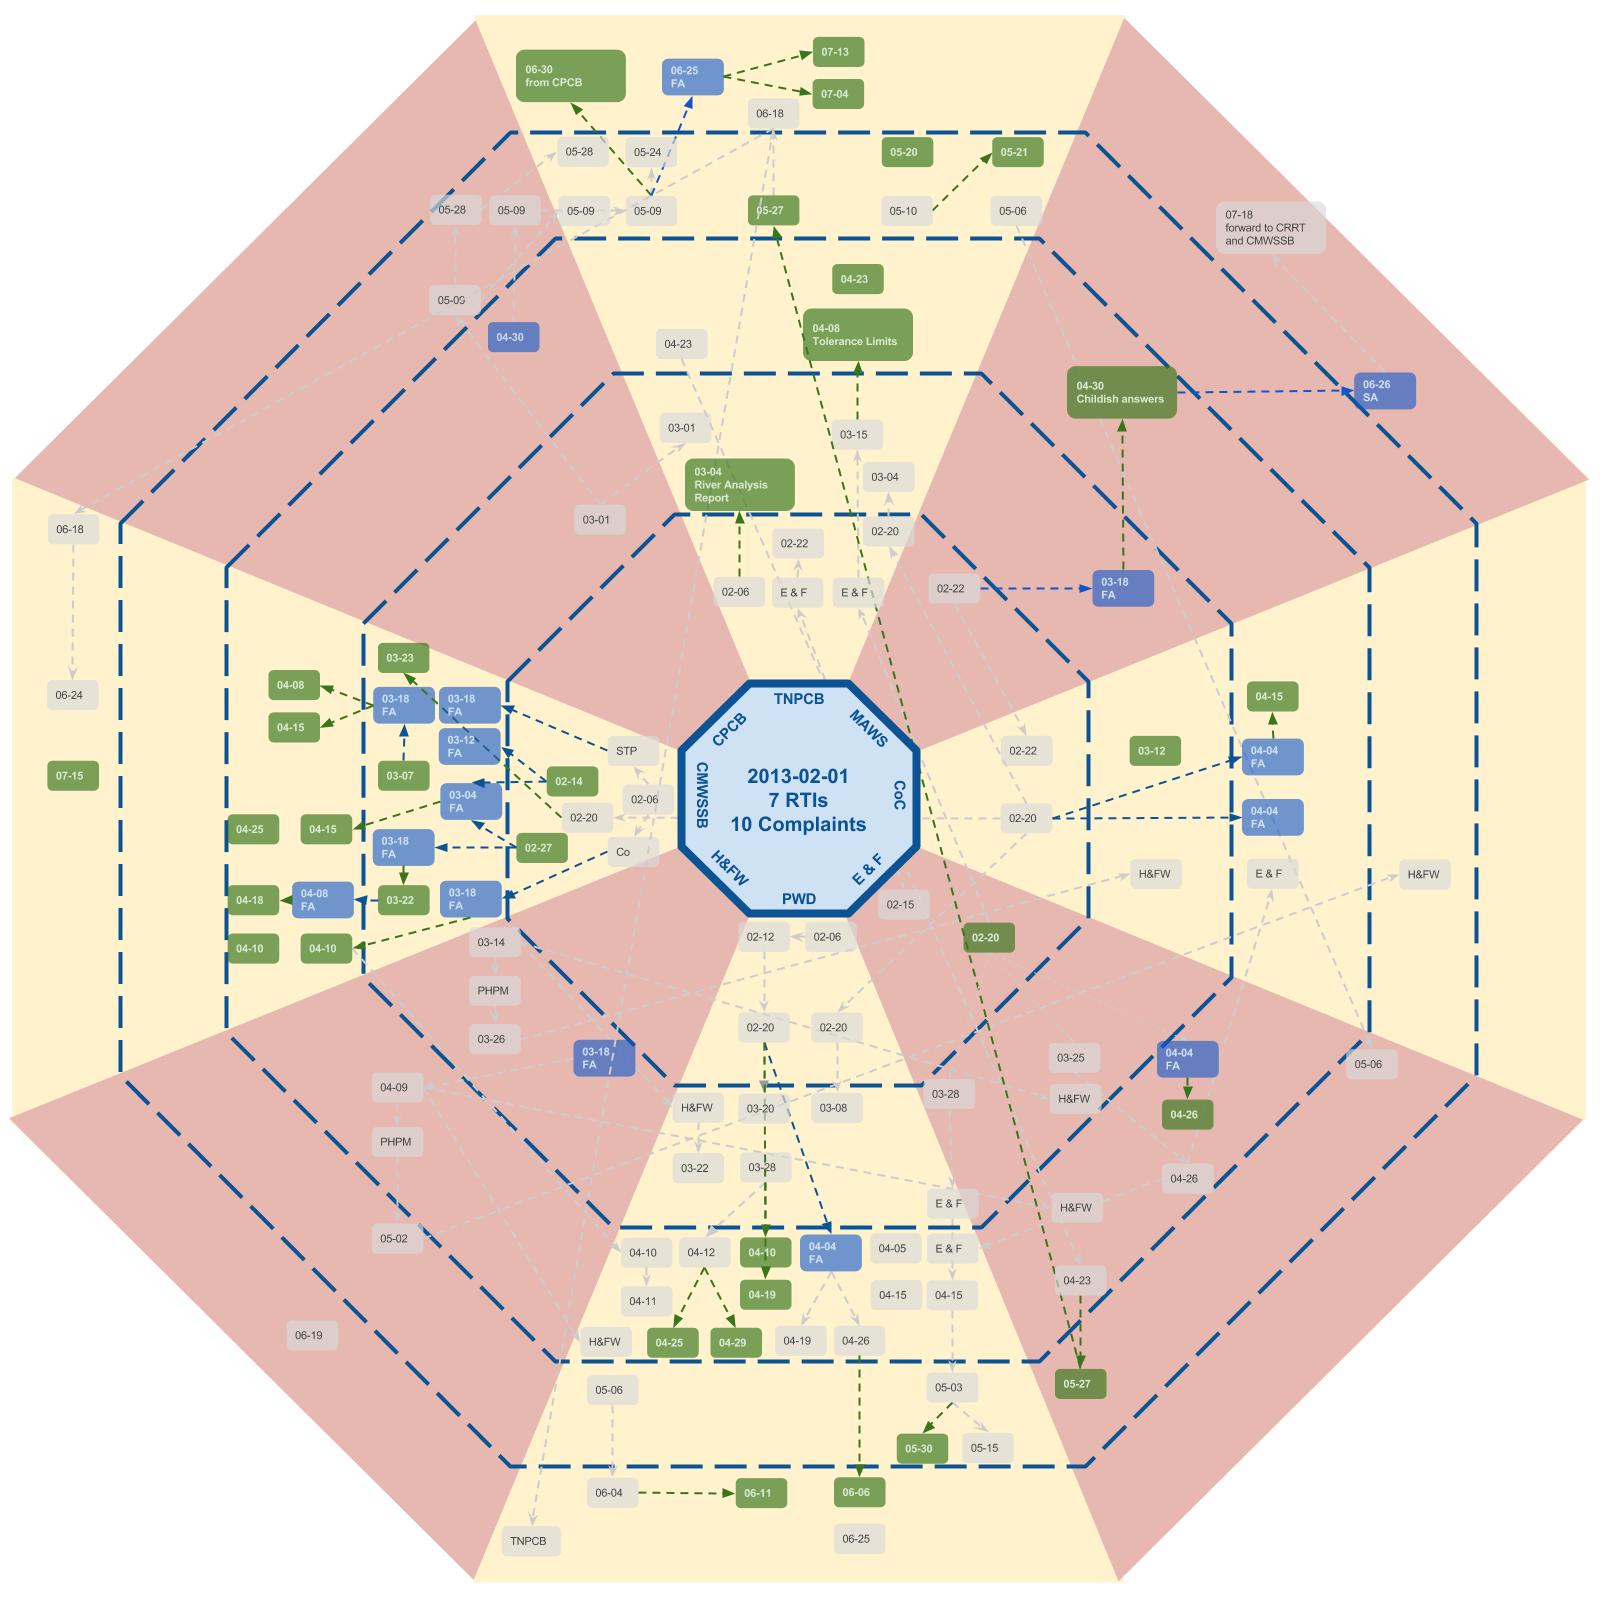 06-30
from CPCB
06-25
FA
07-13
07-04
06-18
05-28
05-24
05-20
05-21
05-28
05-09
05-09
05-09
05-27
05-10
05-06
07-18
forward to CRRT
and CMWSSB
05-09
04-30
04-23
04-08
Tolerance Limits
04-23
04-30
Childish answers
06-26
SA
03-01
03-15
03-04
River Analysis
Report
03-04
03-01
06-18
02-20
02-22
02-06
E & F
E & F
02-22
03-18
FA
03-23
04-08
04-15
03-18
FA
03-18
FA
03-12
FA
06-24
07-15
03-07
02-14
03-04
FA
STP
02-06
02-20
Co
04-25
04-15
03-18
FA
02-27
04-18
04-08
FA
03-22
03-18
FA
04-10
04-10
TNPCB
MAWS
CoC
E & F
PWD
H&FW
CMWSSB
CPCB
2013-02-01
7 RTIs
10 Complaints
02-22
03-12
04-15
04-04
FA
02-20
04-04
FA
H&FW
E & F
H&FW
02-15
02-20
02-12
02-06
03-14
PHPM
03-26
02-20
02-20
03-18
FA
03-25
04-04
FA
05-06
04-09
03-28
H&FW
H&FW
03-20
03-08
04-26
PHPM
03-22
03-28
04-26
E & F
H&FW
05-02
04-10
04-12
04-10
04-04
FA
04-05
E & F
04-23
04-11
04-19
04-15
04-15
06-19
H&FW
04-25
04-29
04-19
04-26
05-06
05-03
05-27
05-30
05-15
06-04
06-11
06-06
TNPCB
06-25